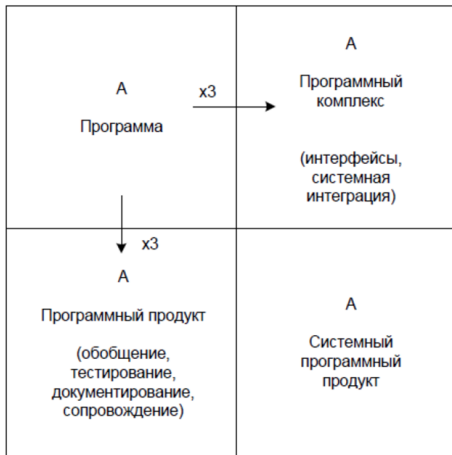 А
Программа
х3
А
Программный
комплекс
(интерфейсы,
системная
интеграция)
х3
А
Программный продукт
(обобщение,
тестирование,
документирование,
сопровождение)
А
Системный
программный
продукт